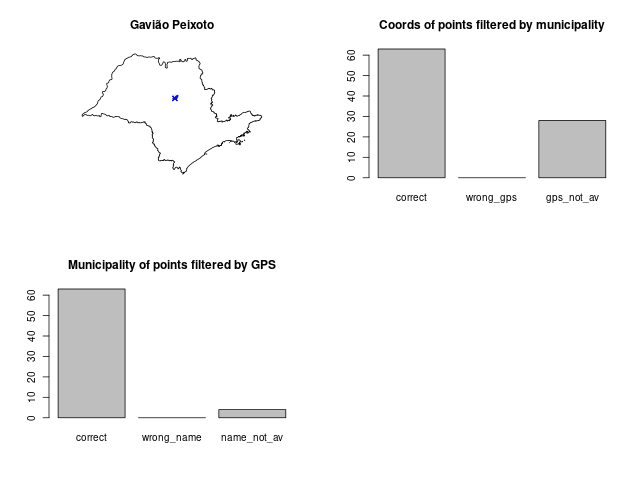 Gavião Peixoto
Coords of points filtered by municipality
60
50
40
30
20
10
0
correct wrong_gps gps_not_av
Municipality of points filtered by GPS
60
50
40
30
20
10
0
correct wrong_name name_not_av